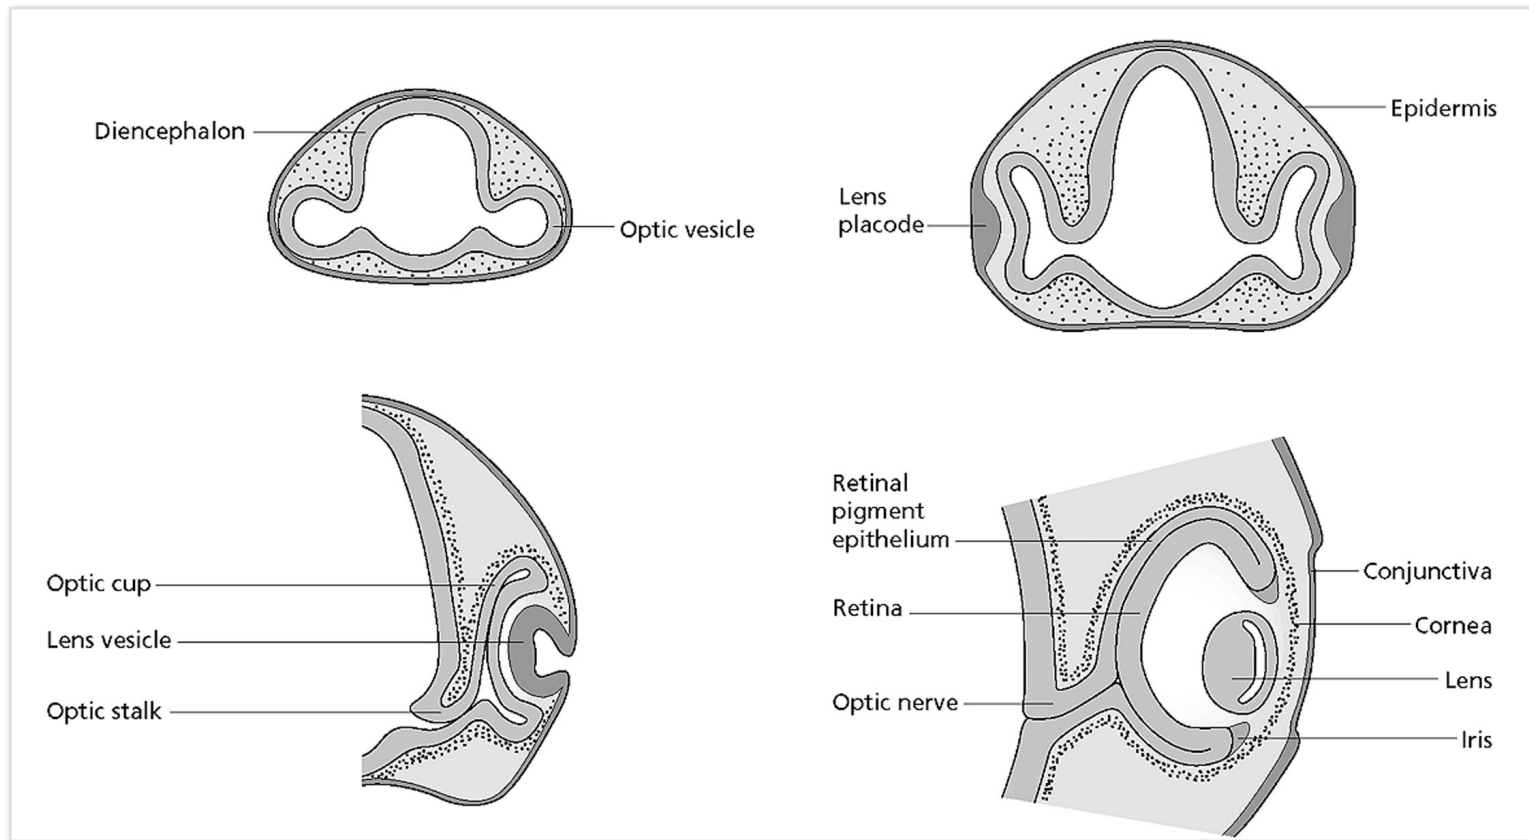 Diencephalon
Optic vesicle
Epidermis
Lens
placode
Optic cup
Lens vesicle
Optic stalk
Retinal
pigment
epithelium
Retina
Optic nerve
Conjunctiva
Cornea
Lens
Iris